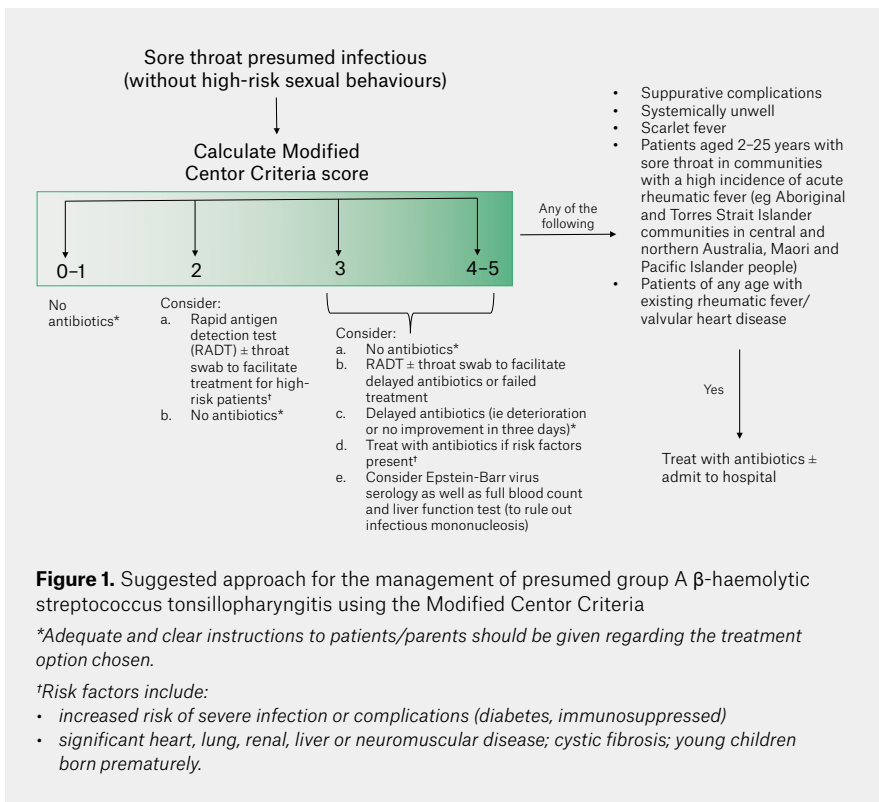 Sore throat presumed infectious
(without high-risk sexual behaviours)
Calculate Modified
Centor Criteria score
0–1
2
3
4–5
No
antibiotics*
Consider:
a. Rapid antigen
detection test
(RADT) ± throat
swab to facilitate
treatment for high-
risk patients†
b. No antibiotics*
Consider:
a. No antibiotics*
b. RADT ± throat swab to facilitate
delayed antibiotics or failed
treatment
c. Delayed antibiotics (ie deterioration
or no improvement in three days)*
d. Treat with antibiotics if risk factors
present†
e. Consider Epstein-Barr virus
serology as well as full blood count
and liver function test (to rule out
infectious mononucleosis)
Any of the
following
• Suppurative complications
• Systemically unwell
• Scarlet fever
• Patients aged 2–25 years with
sore throat in communities
with a high incidence of acute
rheumatic fever (eg Aboriginal
and Torres Strait Islander
communities in central and
northern Australia, Maori and
Pacific Islander people)
• Patients of any age with
existing rheumatic fever/
valvular heart disease
Yes
Treat with antibiotics ±
admit to hospital
Figure 1. Suggested approach for the management of presumed group A β-haemolytic
streptococcus tonsillopharyngitis using the Modified Centor Criteria
*Adequate and clear instructions to patients/parents should be given regarding the treatment
option chosen.
†Risk factors include:
• increased risk of severe infection or complications (diabetes, immunosuppressed)
• significant heart, lung, renal, liver or neuromuscular disease; cystic fibrosis; young children
born prematurely.